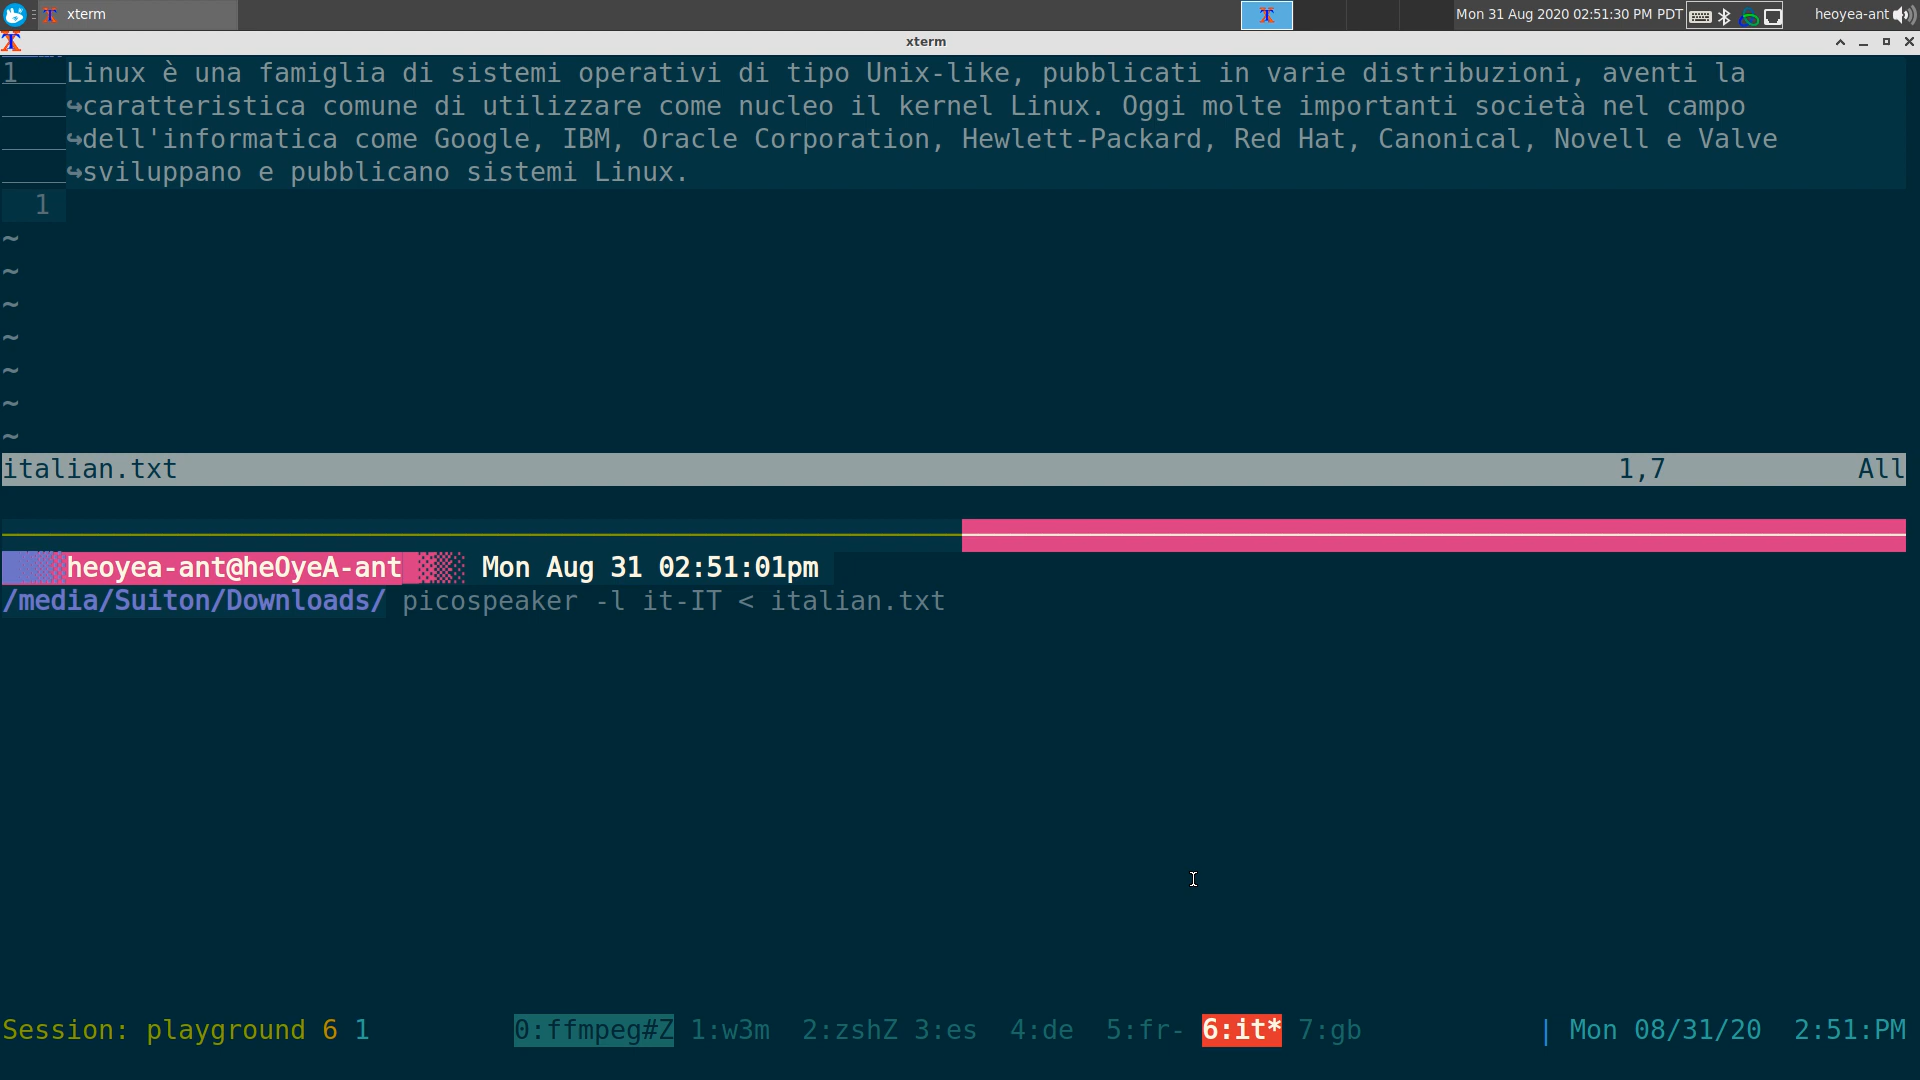 xterm
Mon 31 Aug 2020 02:51:30 PM PDT
heoyea-ant
xterm
1 Linux è una famiglia di sistemi operativi di tipo Unix-like, pubblicati in varie distribuzioni, aventi la
↪caratteristica comune di utilizzare come nucleo il kernel Linux. Oggi molte importanti società nel campo
↪dell'informatica come Google, IBM, Oracle Corporation, Hewlett-Packard, Red Hat, Canonical, Novell e Valve
↪sviluppano e pubblicano sistemi Linux.
1
~
~
~
~
~
~
~
italian.txt 1,7 All
heoyea-ant@heOyeA-ant Mon Aug 31 02:51:01pm
/media/Suiton/Downloads/ picospeaker -l it-IT < italian.txt
Session: playground 6 1 0:ffmpeg#Z 1:w3m 2:zshZ 3:es 4:de 5:fr- 6:it* 7:gb | Mon 08/31/20 2:51:PM